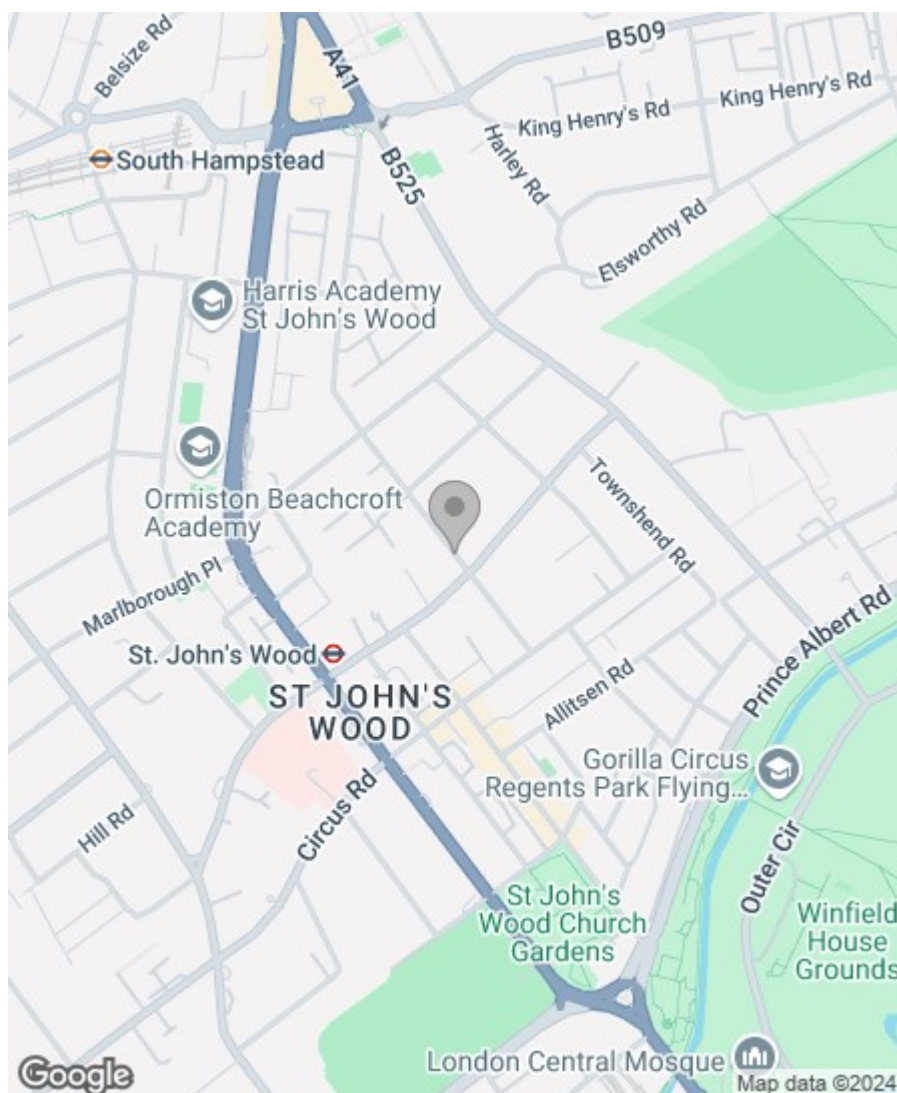 Belsize Rd
A41
B509
King Henry's Rd
King Henry's Rd
Harley Rd
South Hampstead
B525
Elsworthy Rd
Harris Academy
St John's Wood
Ormiston Beachcroft
Academy
Townshend Rd
Marlborough Pl
Prince Albert Rd
St. John's Wood
ST JOHN'S
WOOD
Allitsen Rd
Gorilla Circus
Regents Park Flying...
Hill Rd
Circus Rd
Outer Cir
St John's
Wood Church
Gardens
Winfield
House
Grounds
London Central Mosque
Google
Map data ©2024